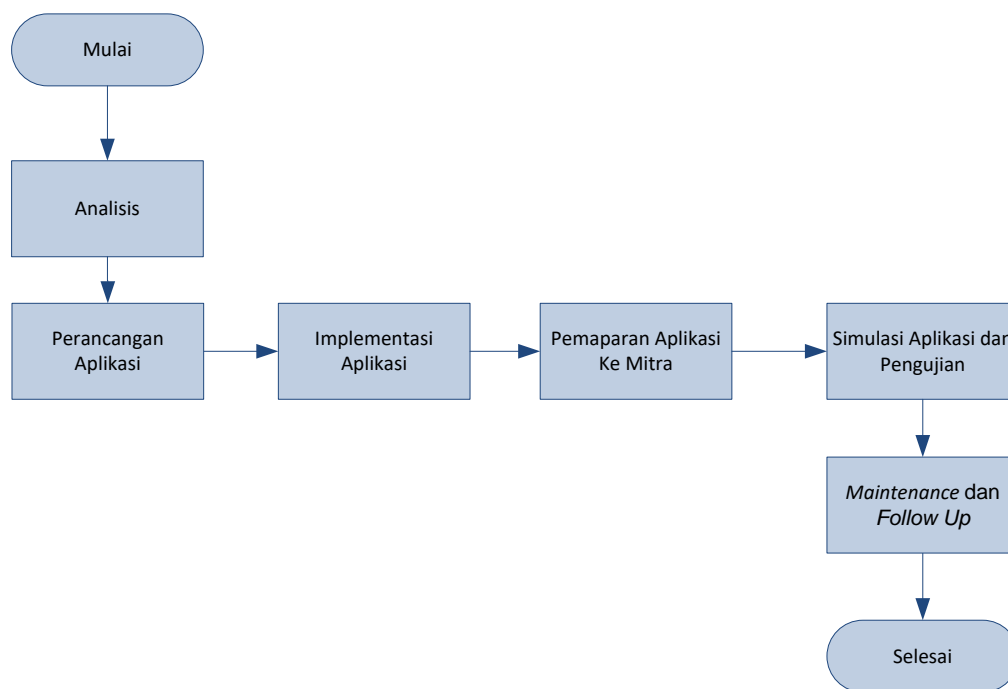 Mulai
Analisis
Perancangan
Aplikasi
Implementasi
Aplikasi
Pemaparan Aplikasi
Ke Mitra
Simulasi Aplikasi dan
Pengujian
Maintenance dan
Follow Up
Selesai